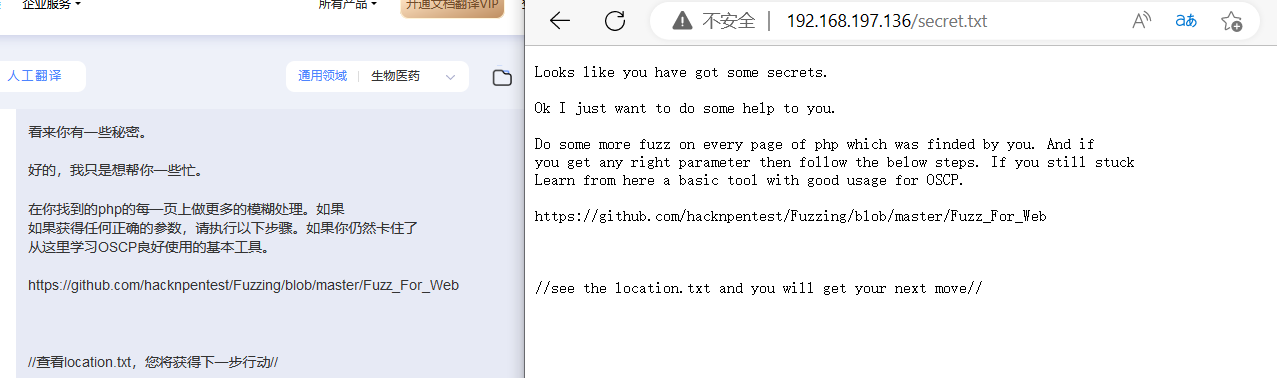 企业服务
所有产品
开通文档翻译VIP
人工翻译
通用领域
生物医药
看来你有一些秘密。
好的，我只是想帮你一些忙。
在你找到的php的每一页上做更多的模糊处理。如果
如果获得任何正确的参数，请执行以下步骤。如果你仍然卡住了
从这里学习OSCP良好使用的基本工具。
https://github.com/hacknpentest/Fuzzing/blob/master/Fuzz_For_Web
//查看location.txt，您将获得下一步行动//
不安全 | 192.168.197.136/secret.txt
Looks like you have got some secrets.
Ok I just want to do some help to you.
Do some more fuzz on every page of php which was finded by you. And if
you get any right parameter then follow the below steps. If you still stuck
Learn from here a basic tool with good usage for OSCP.
https://github.com/hacknpentest/Fuzzing/blob/master/Fuzz_For_Web
//see the location.txt and you will get your next move//